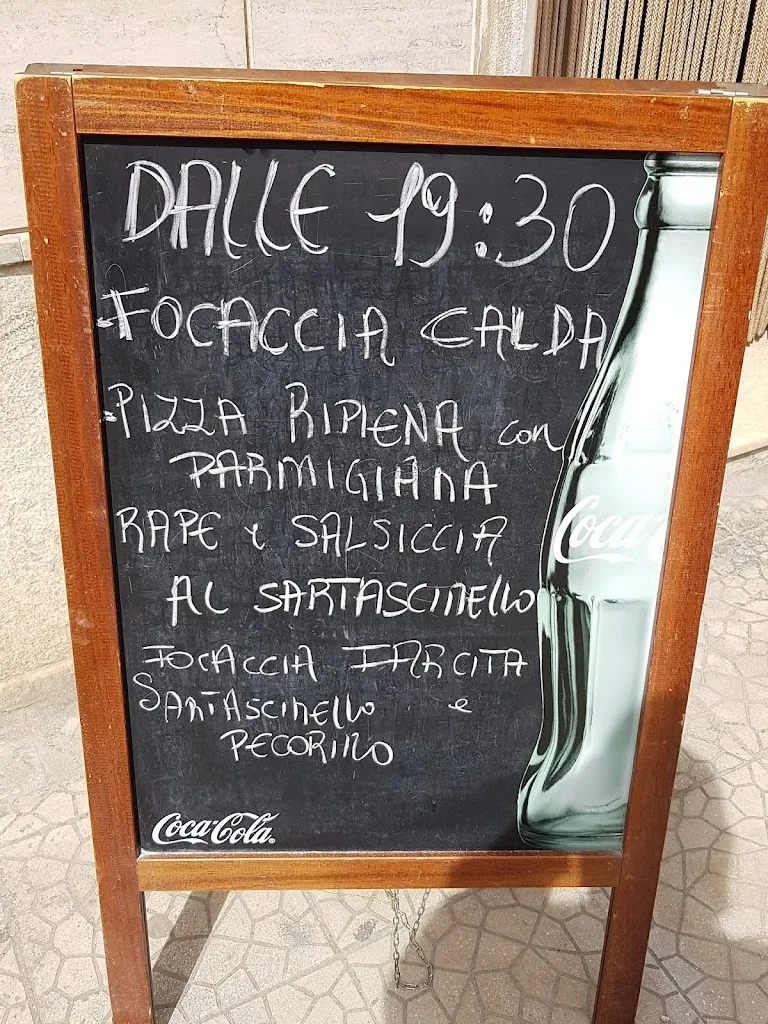 DALLE 19:30
FOCACCIA CALDA
PIZZA RIPIENA con
PARMIGIANA
RAPE e SALSICCIA
AL SARTASCINELLO
FOCACCIA FARCITA
SARTASCINELLO e
PECORINO
Coca-Cola
Coca-C